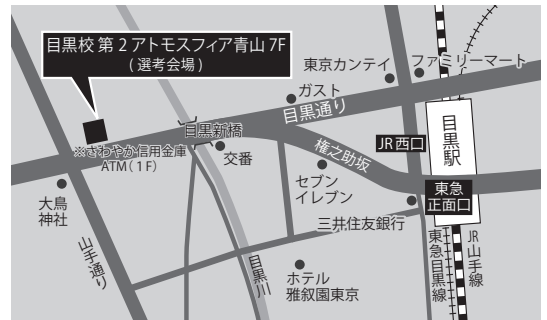 目黒校 第2アトモスフィア青山 7F
(選考会場)
東京カンテイ
ファミリーマート
ガスト
目黒通り
目黒新橋
JR西口
目黒駅
※さわやか信用金庫
ATM(1F)
交番
権之助坂
セブン
イレブン
東急
正面口
大鳥
神社
三井住友銀行
山手通り
目黒川
ホテル
雅叙園東京
東急目黒線
JR山手線